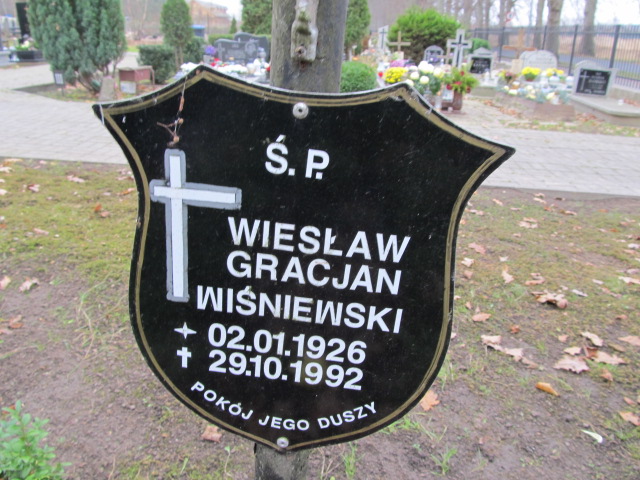 Ś.P.
WIESŁAW
GRACJAN
WIŚNIEWSKI
02.01.1926
29.10.1992
POKÓJ JEGO DUSZY